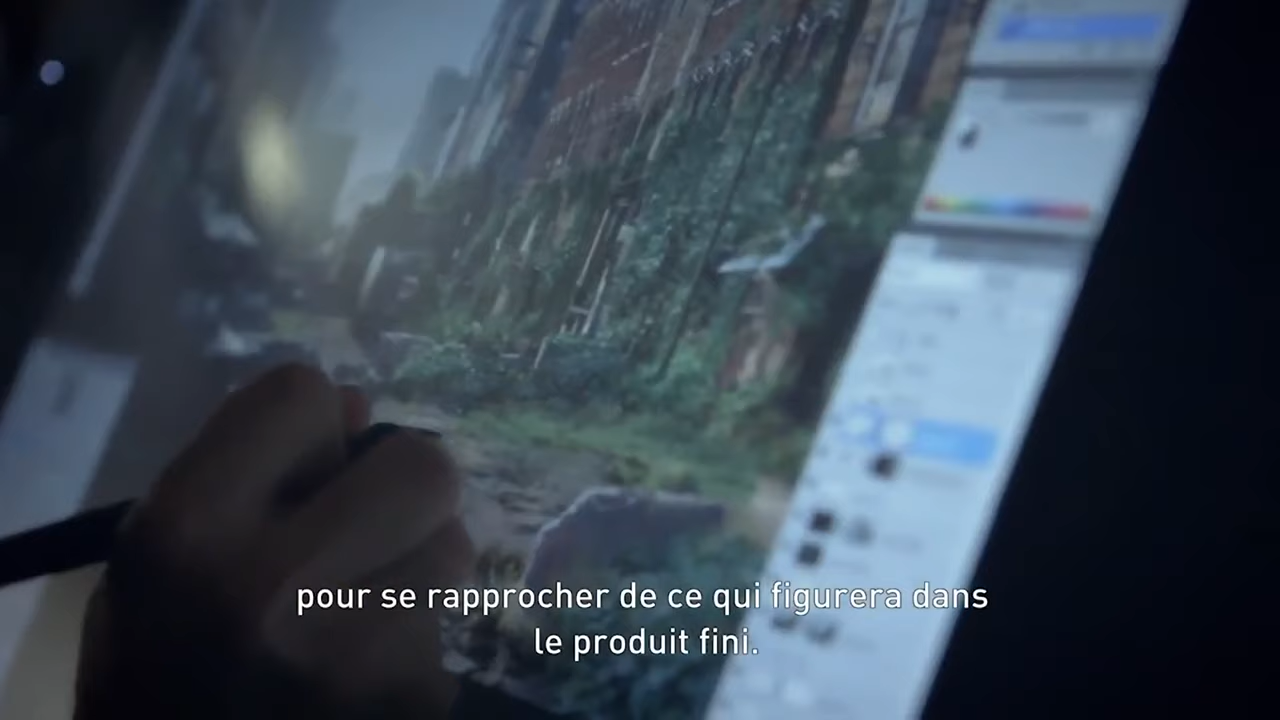 pour se rapprocher de ce qui figurera dans
le produit fini.